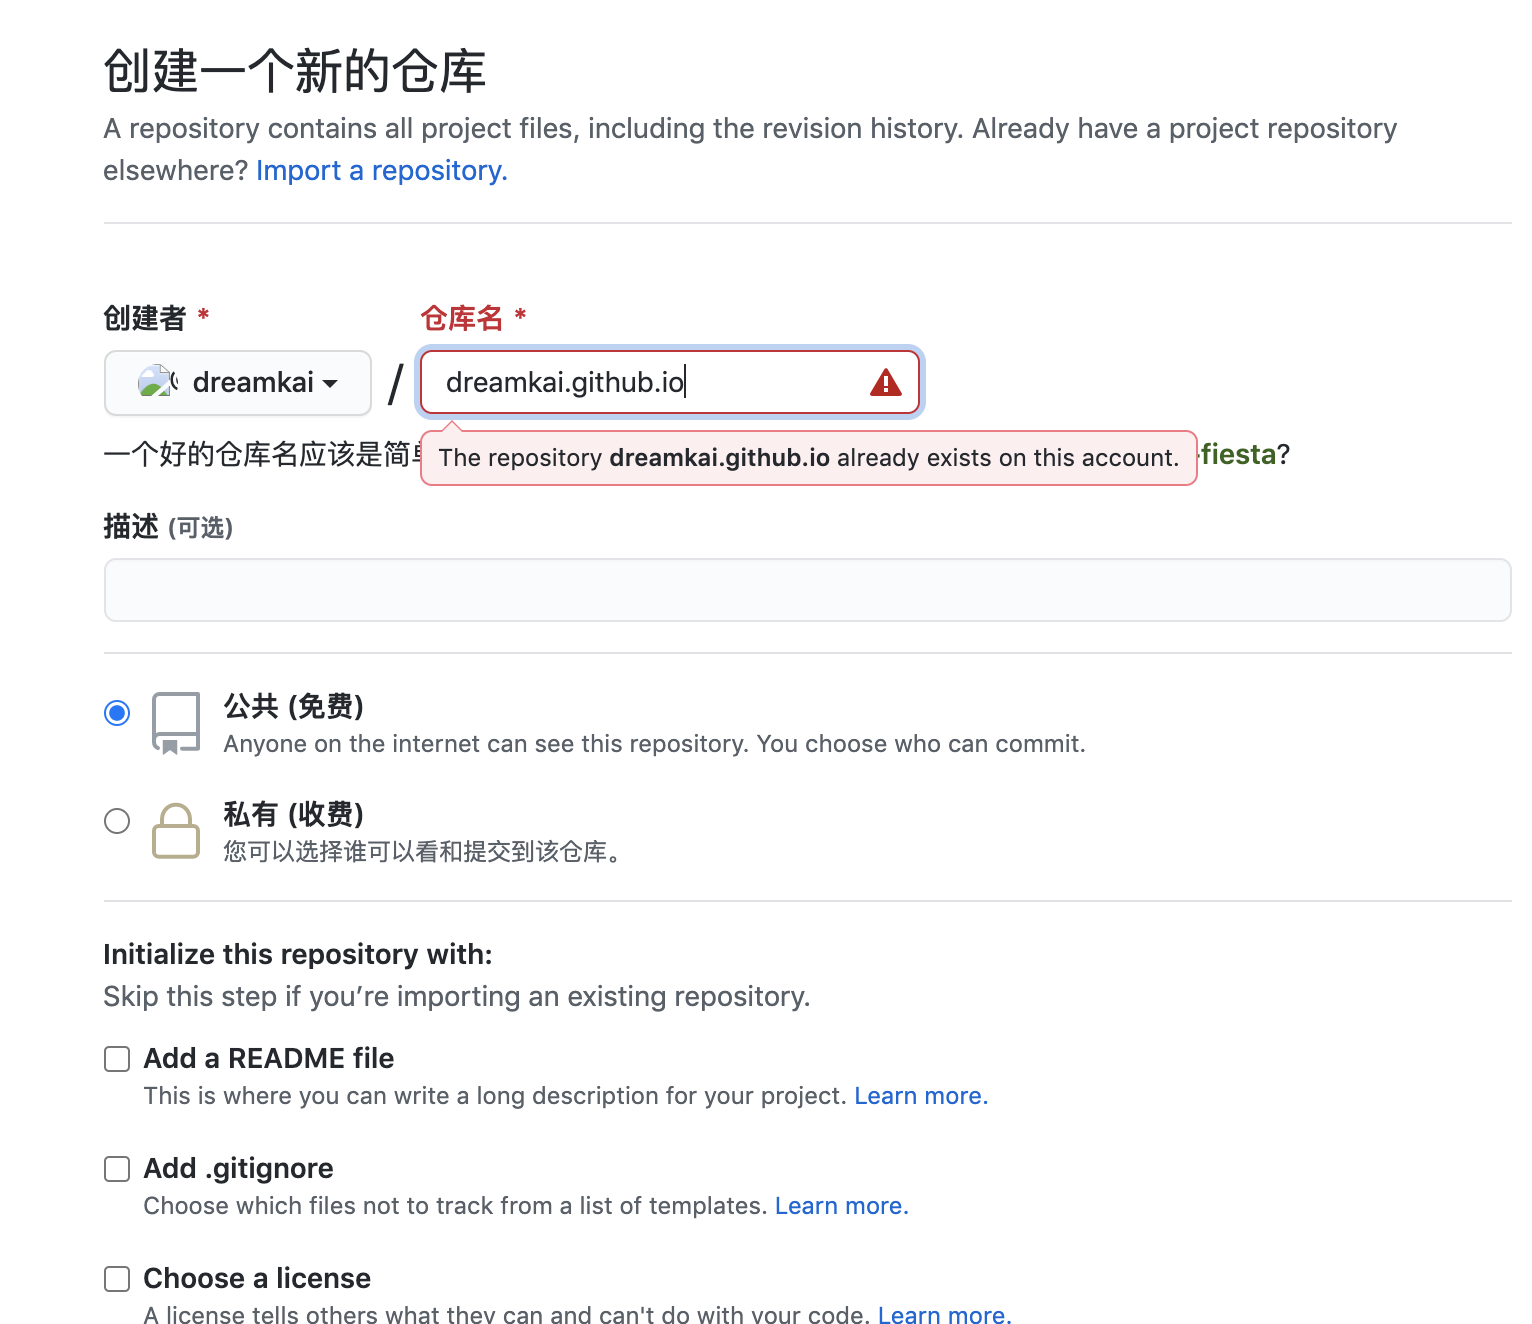 创建一个新的仓库
A repository contains all project files, including the revision history. Already have a project repository
elsewhere? Import a repository.
创建者 * 仓库名 *
dreamkai / dreamkai.github.io
一个好的仓库名应该是简 -fiesta?
The repository dreamkai.github.io already exists on this account.
描述 (可选)
公共 (免费)
Anyone on the internet can see this repository. You choose who can commit.
私有 (收费)
您可以选择谁可以看和提交到该仓库。
Initialize this repository with:
Skip this step if you’re importing an existing repository.
Add a README file
This is where you can write a long description for your project. Learn more.
Add .gitignore
Choose which files not to track from a list of templates. Learn more.
Choose a license
A license tells others what they can and can't do with your code. Learn more.